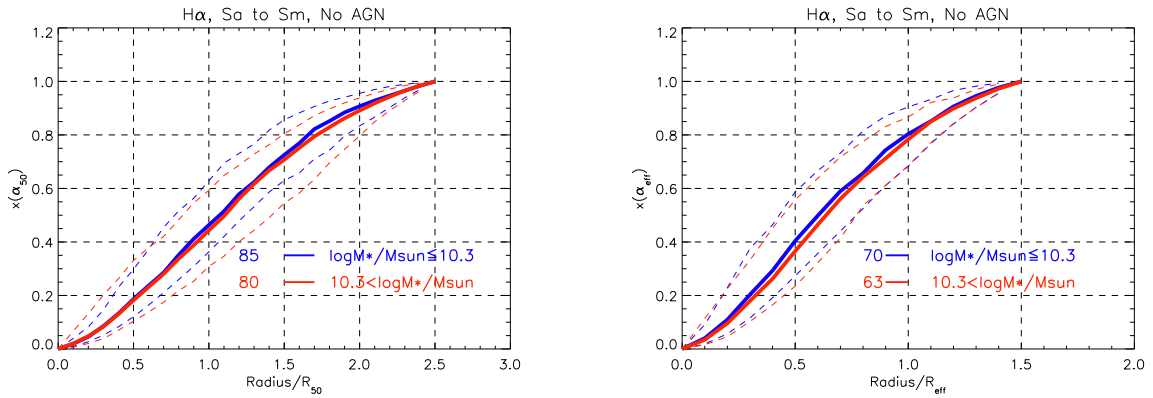 Hα, Sa to Sm, No AGN
1.2
1.0
0.8
0.6
0.4
0.2
0.0
x(α50)
85 logM*/Msun≤10.3
80 10.3<logM*/Msun
0.0 0.5 1.0 1.5 2.0 2.5 3.0
Radius/R50
Hα, Sa to Sm, No AGN
1.2
1.0
0.8
0.6
0.4
0.2
0.0
x(αeff)
70 logM*/Msun≤10.3
63 10.3<logM*/Msun
0.0 0.5 1.0 1.5 2.0
Radius/Reff